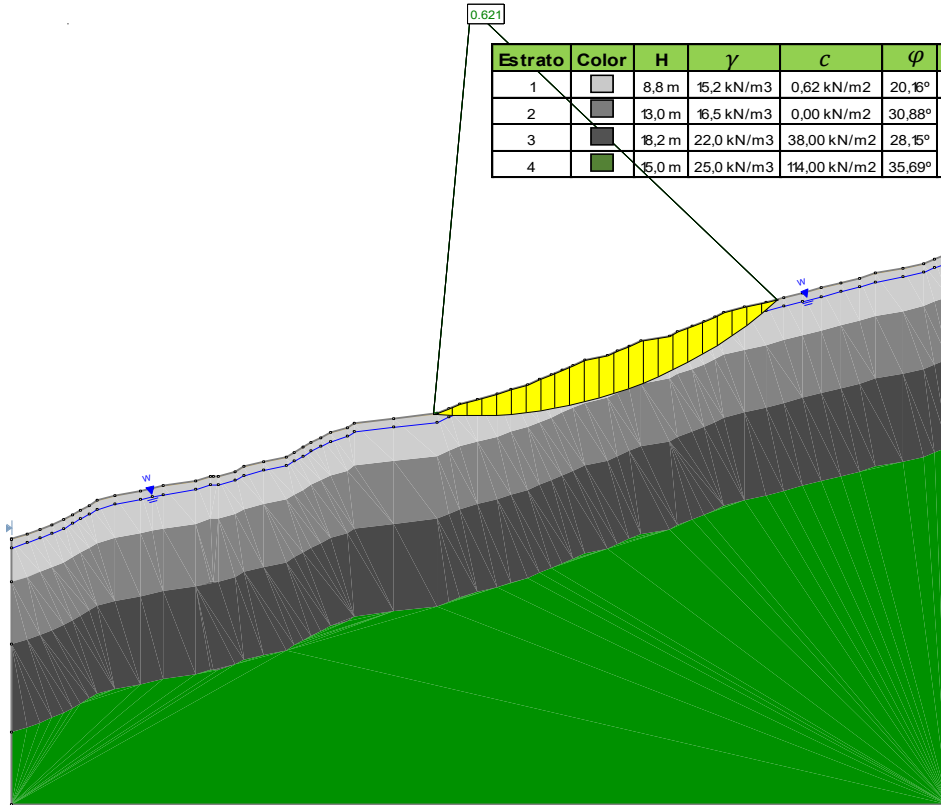 0.621
Estrato Color H γ c φ
1 8,8 m 15,2 kN/m3 0,62 kN/m2 20,16º
2 13,0 m 16,5 kN/m3 0,00 kN/m2 30,88º
3 18,2 m 22,0 kN/m3 38,00 kN/m2 28,15º
4 15,0 m 25,0 kN/m3 114,00 kN/m2 35,69º
W
W